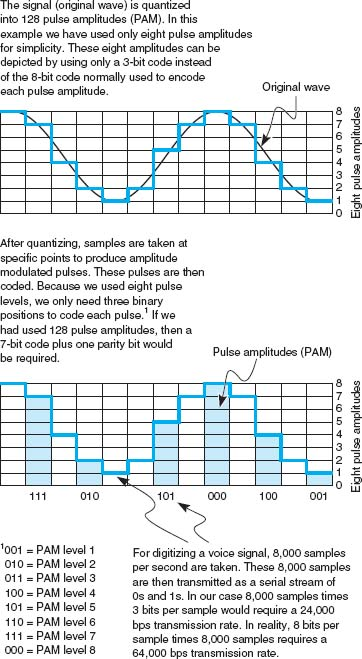 The signal (original wave) is quantized
into 128 pulse amplitudes (PAM). In this
example we have used only eight pulse amplitudes
for simplicity. These eight amplitudes can be
depicted by using only a 3-bit code instead
of the 8-bit code normally used to encode
each pulse amplitude.
Original wave
8
7
6
5
4
3
2
1
0
Eight pulse amplitudes
After quantizing, samples are taken at
specific points to produce amplitude
modulated pulses. These pulses are then
coded. Because we used eight pulse
levels, we only need three binary
positions to code each pulse.1 If we
had used 128 pulse amplitudes, then a
7-bit code plus one parity bit would
be required.
Pulse amplitudes (PAM)
8
7
6
5
4
3
2
1
0
Eight pulse amplitudes
111 010 101 000 100 001
1001 = PAM level 1
010 = PAM level 2
011 = PAM level 3
100 = PAM level 4
101 = PAM level 5
110 = PAM level 6
111 = PAM level 7
000 = PAM level 8
For digitizing a voice signal, 8,000 samples
per second are taken. These 8,000 samples
are then transmitted as a serial stream of
0s and 1s. In our case 8,000 samples times
3 bits per sample would require a 24,000
bps transmission rate. In reality, 8 bits per
sample times 8,000 samples requires a
64,000 bps transmission rate.